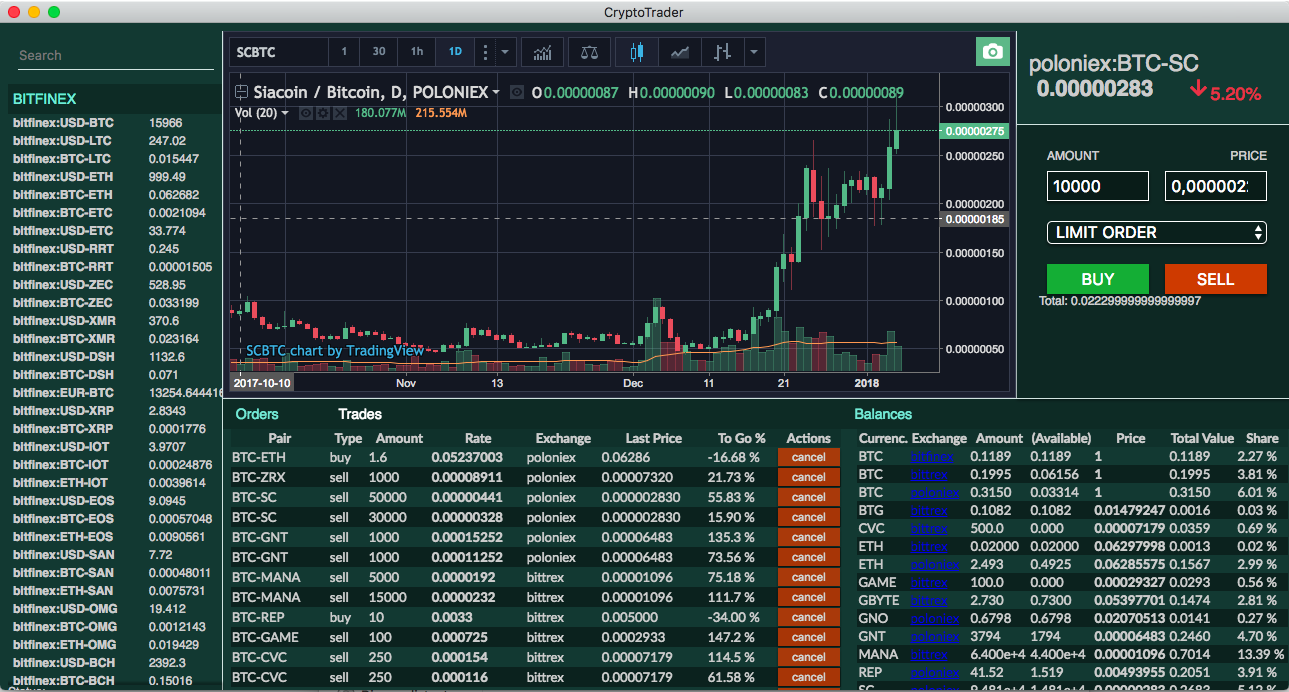 CryptoTrader
Search
BITFINEX
bitfinex:USD-BTC 15966
bitfinex:USD-LTC 247.02
bitfinex:BTC-LTC 0.015447
bitfinex:USD-ETH 999.49
bitfinex:BTC-ETH 0.062682
bitfinex:BTC-ETC 0.0021094
bitfinex:USD-ETC 33.774
bitfinex:USD-RRT 0.245
bitfinex:BTC-RRT 0.00001505
bitfinex:USD-ZEC 528.95
bitfinex:BTC-ZEC 0.033199
bitfinex:USD-XMR 370.6
bitfinex:BTC-XMR 0.023164
bitfinex:USD-DSH 1132.6
bitfinex:BTC-DSH 0.071
bitfinex:EUR-BTC 13254.644416
bitfinex:USD-XRP 2.8343
bitfinex:BTC-XRP 0.0001776
bitfinex:USD-IOT 3.9707
bitfinex:BTC-IOT 0.00024876
bitfinex:ETH-IOT 0.0039614
bitfinex:USD-EOS 9.0945
bitfinex:BTC-EOS 0.00057048
bitfinex:ETH-EOS 0.0090561
bitfinex:USD-SAN 7.72
bitfinex:BTC-SAN 0.00048011
bitfinex:ETH-SAN 0.0075731
bitfinex:USD-OMG 19.412
bitfinex:BTC-OMG 0.0012143
bitfinex:ETH-OMG 0.019429
bitfinex:USD-BCH 2392.3
bitfinex:BTC-BCH 0.15016
SCBTC 1 30 1h 1D
Siacoin / Bitcoin, D, POLONIEX O0.00000087 H0.00000090 L0.00000083 C0.00000089
Vol (20) 180.077M 215.554M
0.00000300
0.00000275
0.00000250
0.00000200
0.00000185
0.00000150
0.00000100
0.00000050
SCBTC chart by TradingView
2017-10-10 Nov 13 Dec 11 21 2018
poloniex:BTC-SC
0.00000283 5.20%
AMOUNT PRICE
10000 0,000002
LIMIT ORDER
BUY SELL
Total: 0.022299999999999997
Orders Trades
Pair Type Amount Rate Exchange Last Price To Go % Actions
BTC-ETH buy 1.6 0.05237003 poloniex 0.06286 -16.68 % cancel
BTC-ZRX sell 1000 0.00008911 poloniex 0.00007320 21.73 % cancel
BTC-SC sell 50000 0.00000441 poloniex 0.000002830 55.83 % cancel
BTC-SC sell 30000 0.00000328 poloniex 0.000002830 15.90 % cancel
BTC-GNT sell 1000 0.00015252 poloniex 0.00006483 135.3 % cancel
BTC-GNT sell 1000 0.00011252 poloniex 0.00006483 73.56 % cancel
BTC-MANA sell 5000 0.0000192 bittrex 0.00001096 75.18 % cancel
BTC-MANA sell 15000 0.0000232 bittrex 0.00001096 111.7 % cancel
BTC-REP buy 10 0.0033 bittrex 0.005000 -34.00 % cancel
BTC-GAME sell 100 0.000725 bittrex 0.0002933 147.2 % cancel
BTC-CVC sell 250 0.000154 bittrex 0.00007179 114.5 % cancel
BTC-CVC sell 250 0.000116 bittrex 0.00007179 61.58 % cancel
Balances
Currenc. Exchange Amount (Available) Price Total Value Share
BTC bitfinex 0.1189 0.1189 1 0.1189 2.27 %
BTC bittrex 0.1995 0.06156 1 0.1995 3.81 %
BTC poloniex 0.3150 0.03314 1 0.3150 6.01 %
BTG bittrex 0.1082 0.1082 0.01479247 0.0016 0.03 %
CVC bittrex 500.0 0.000 0.00007179 0.0359 0.69 %
ETH bittrex 0.02000 0.02000 0.06297998 0.0013 0.02 %
ETH poloniex 2.493 0.4925 0.06285575 0.1567 2.99 %
GAME bittrex 100.0 0.000 0.00029327 0.0293 0.56 %
GBYTE bittrex 2.730 0.7300 0.05397701 0.1474 2.81 %
GNO poloniex 0.6798 0.6798 0.02070513 0.0141 0.27 %
GNT poloniex 3794 1794 0.00006483 0.2460 4.70 %
MANA bittrex 6.400e+4 4.400e+4 0.00001096 0.7014 13.39 %
REP poloniex 41.52 1.519 0.00493955 0.2051 3.91 %